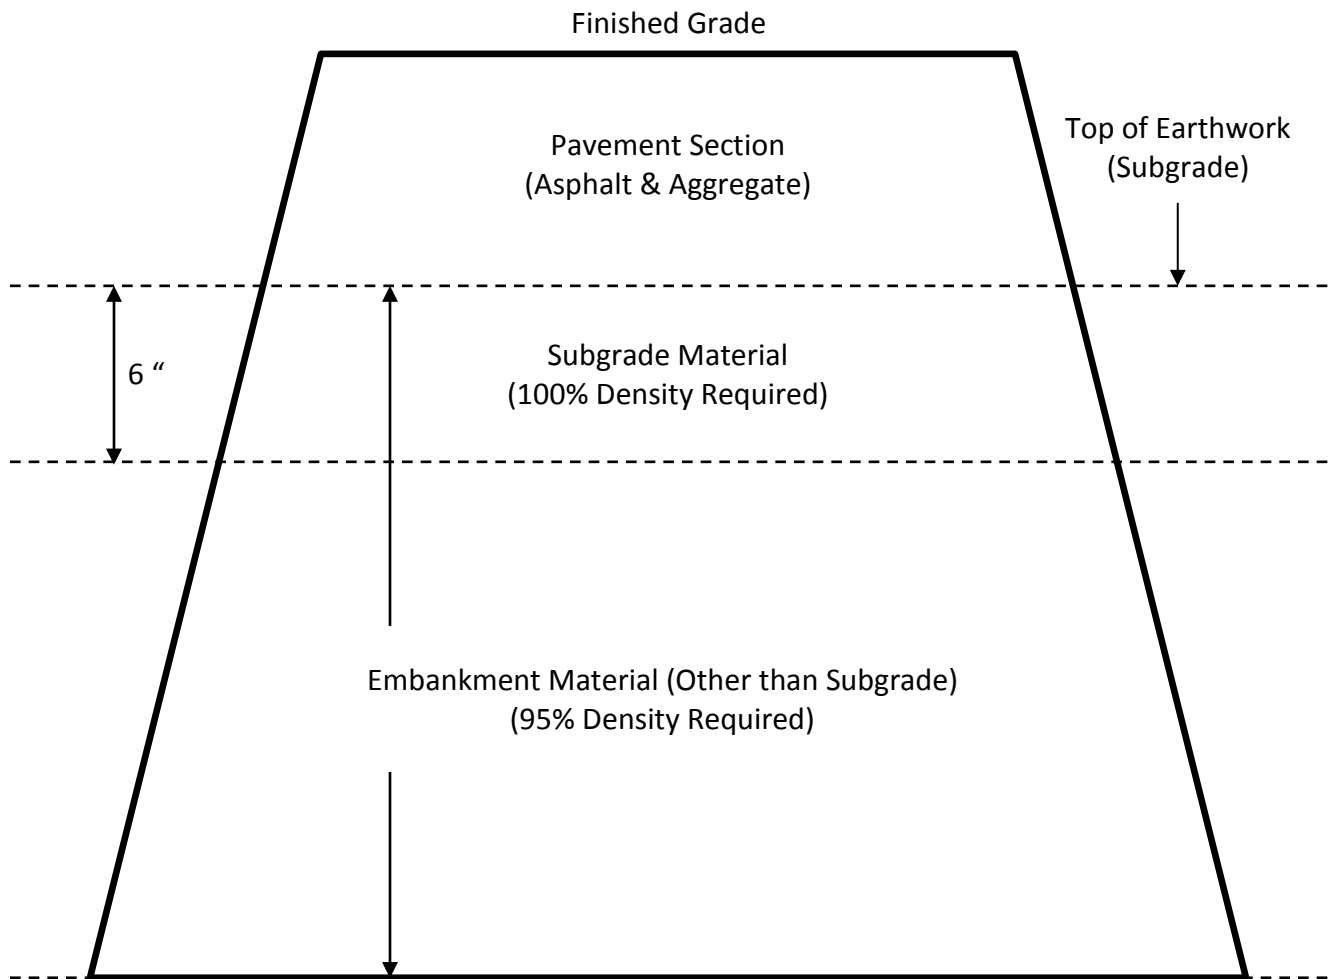 Finished Grade
Pavement Section
(Asphalt & Aggregate)
Top of Earthwork
(Subgrade)
6 “
Subgrade Material
(100% Density Required)
Embankment Material (Other than Subgrade)
(95% Density Required)